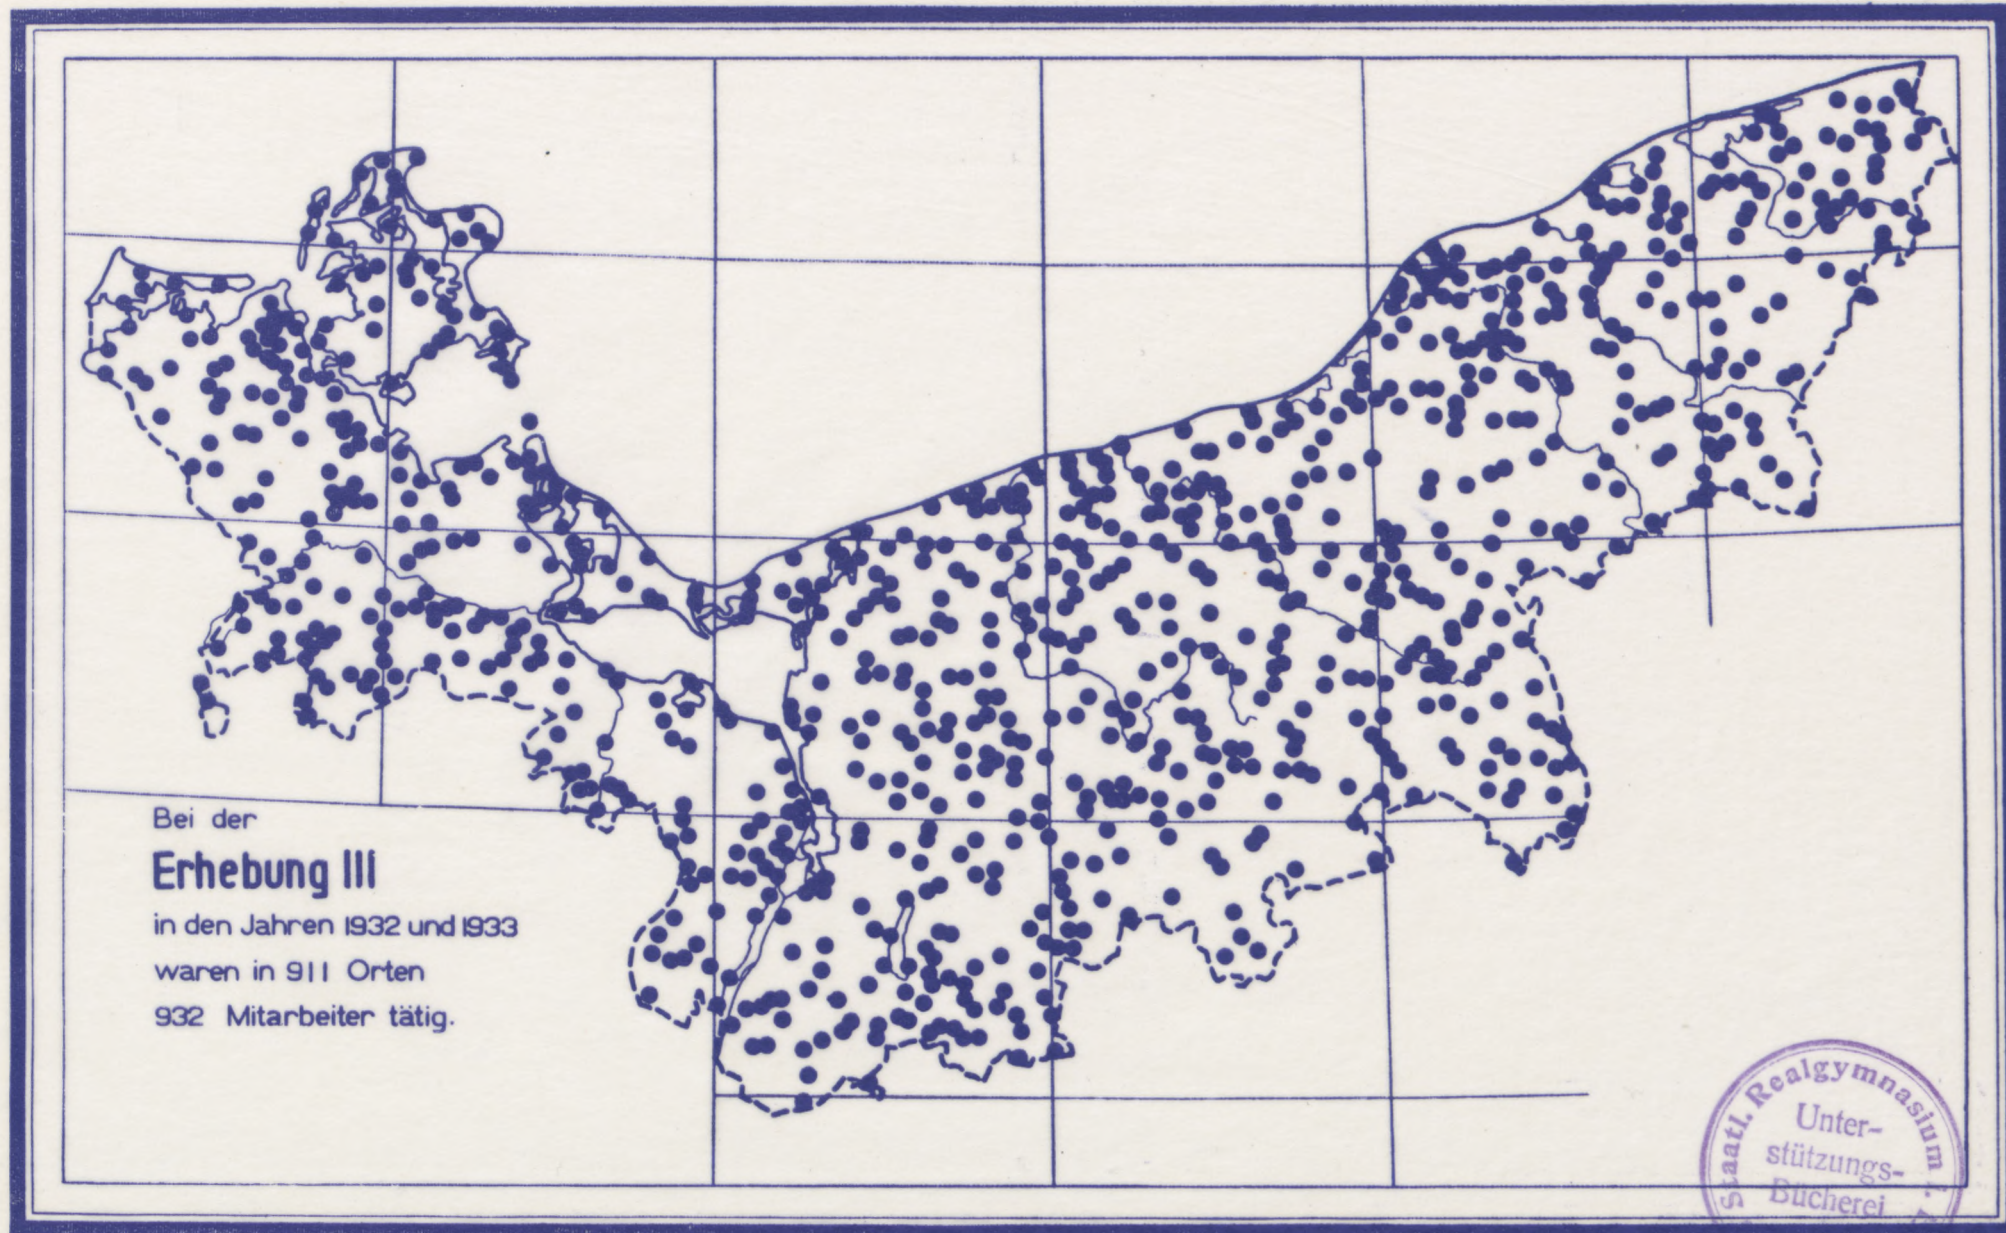 Bei der
Erhebung III
in den Jahren 1932 und 1933
waren in 911 Orten
932 Mitarbeiter tätig.
Staatl. Realgymnasium i.
Unter-
stützungs-
Bücherei